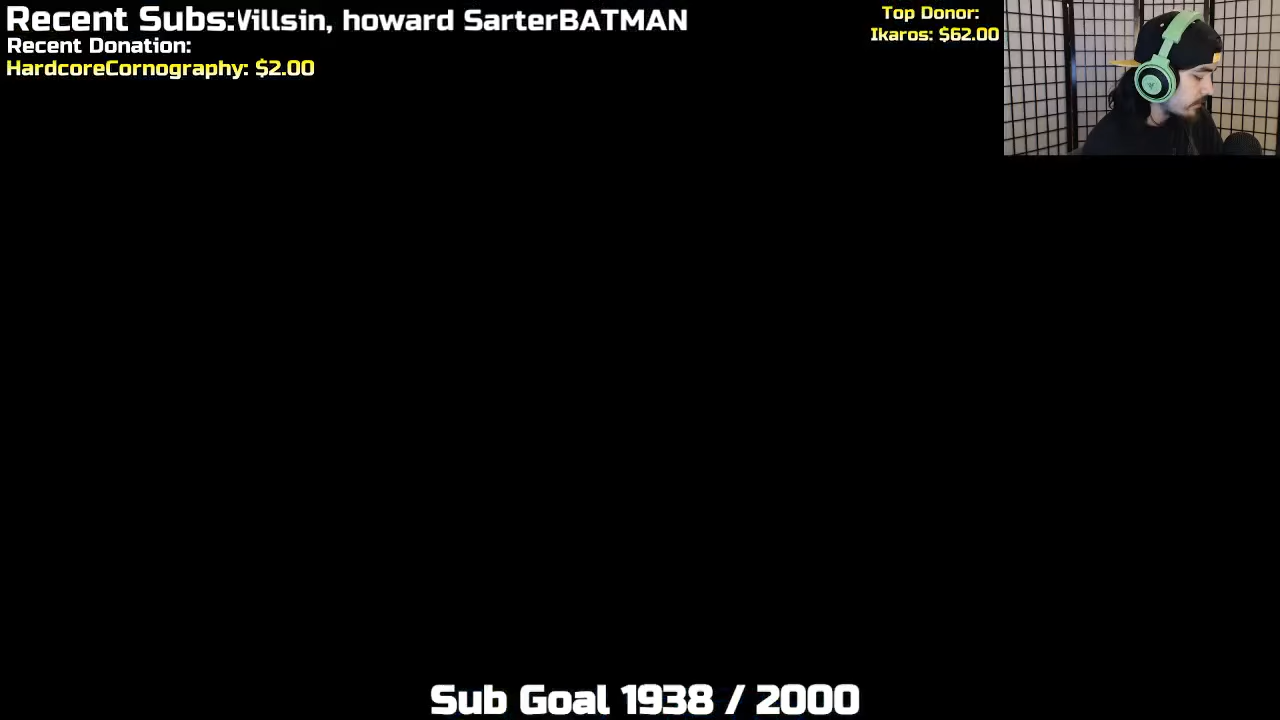 Recent Subs: Villsin, howard SarterBATMAN
Recent Donation:
HardcoreCornography: $2.00
Top Donor:
Ikaros: $62.00
Sub Goal 1938 / 2000